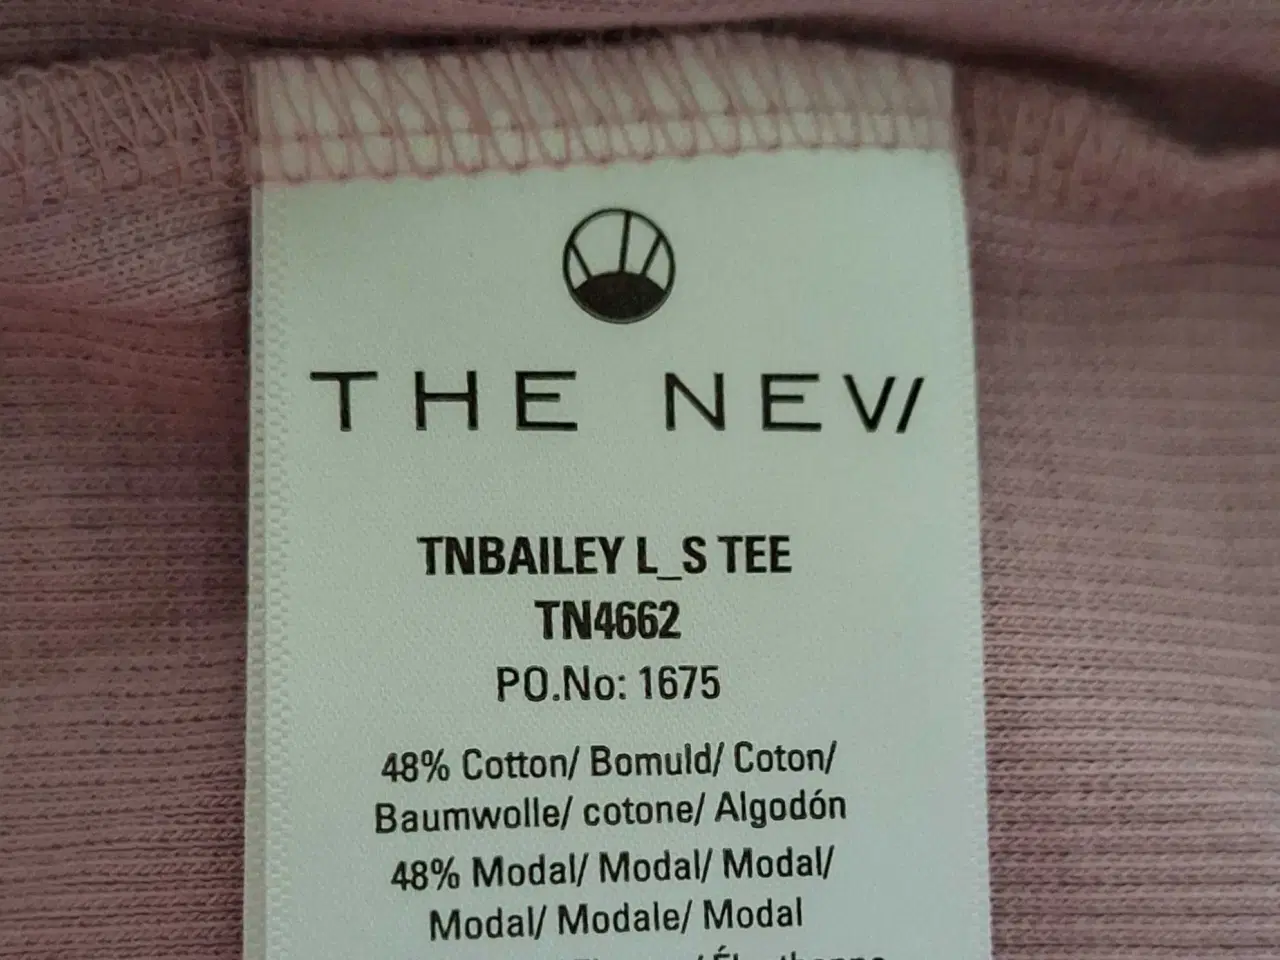 THE NEW
TNBAILEY L_S TEE
TN4662
PO.No: 1675
48% Cotton/ Bomuld/ Coton/
Baumwolle/ cotone/ Algodón
48% Modal/ Modal/ Modal/
Modal/ Modale/ Modal